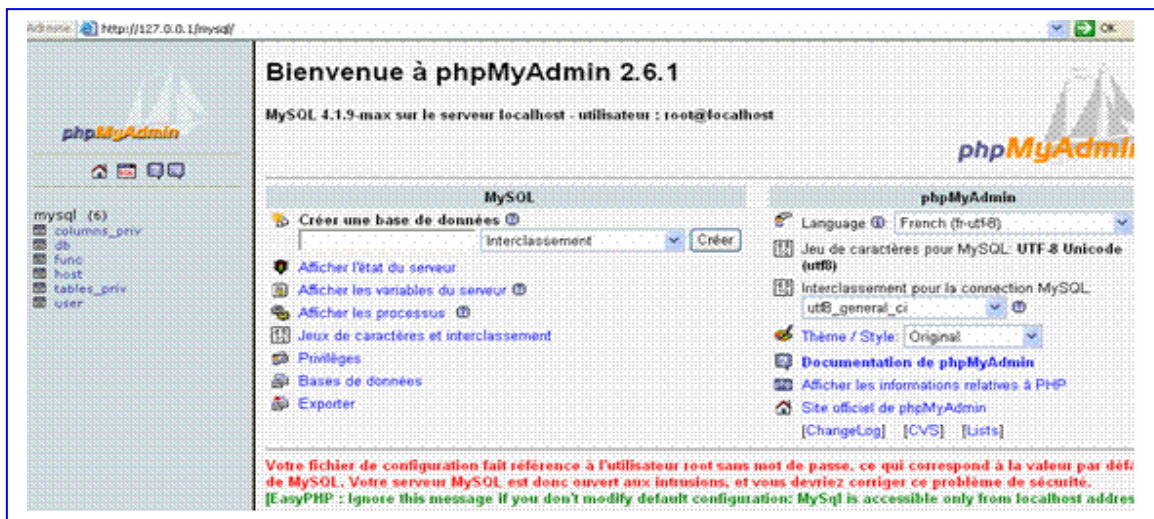 Adresse http://127.0.0.1/mysql/ OK
phpMyAdmin
mysql (6)
columns_priv
db
func
host
tables_priv
user
Bienvenue à phpMyAdmin 2.6.1
MySQL 4.1.9-max sur le serveur localhost - utilisateur : root@localhost
phpMyAdmi
MySQL
Créer une base de données
Interclassement Créer
Afficher l'état du serveur
Afficher les variables du serveur
Afficher les processus
Jeux de caractères et interclassement
Privilèges
Bases de données
Exporter
phpMyAdmin
Language French (fr-utf-8)
Jeu de caractères pour MySQL: UTF-8 Unicode
(utf8)
Interclassement pour la connection MySQL
utf8_general_ci
Thème / Style: Original
Documentation de phpMyAdmin
Afficher les informations relatives à PHP
Site officiel de phpMyAdmin
[ChangeLog] [CVS] [Lists]
Votre fichier de configuration fait référence à l'utilisateur root sans mot de passe, ce qui correspond à la valeur par défa
de MySQL. Votre serveur MySQL est donc ouvert aux intrusions, et vous devriez corriger ce problème de sécurité.
[EasyPHP : Ignore this message if you don't modify default configuration: MySql is accessible only from localhost addres